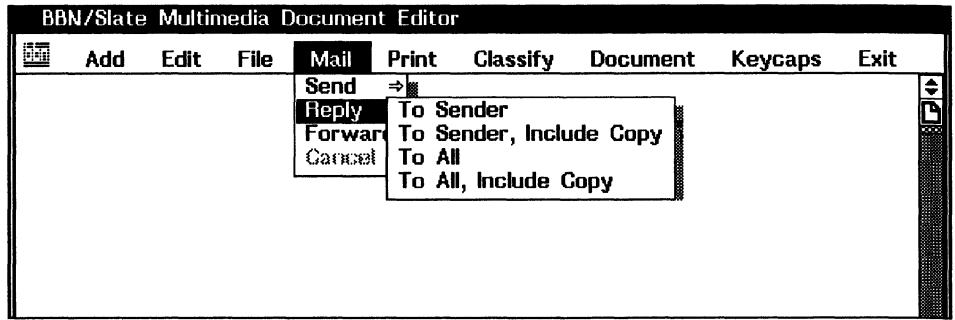 BBN/Slate Multimedia Document Editor
Add Edit File Mail Print Classify Document Keycaps Exit
Send ⇒
Reply
Forward
Cancel
To Sender
To Sender, Include Copy
To All
To All, Include Copy